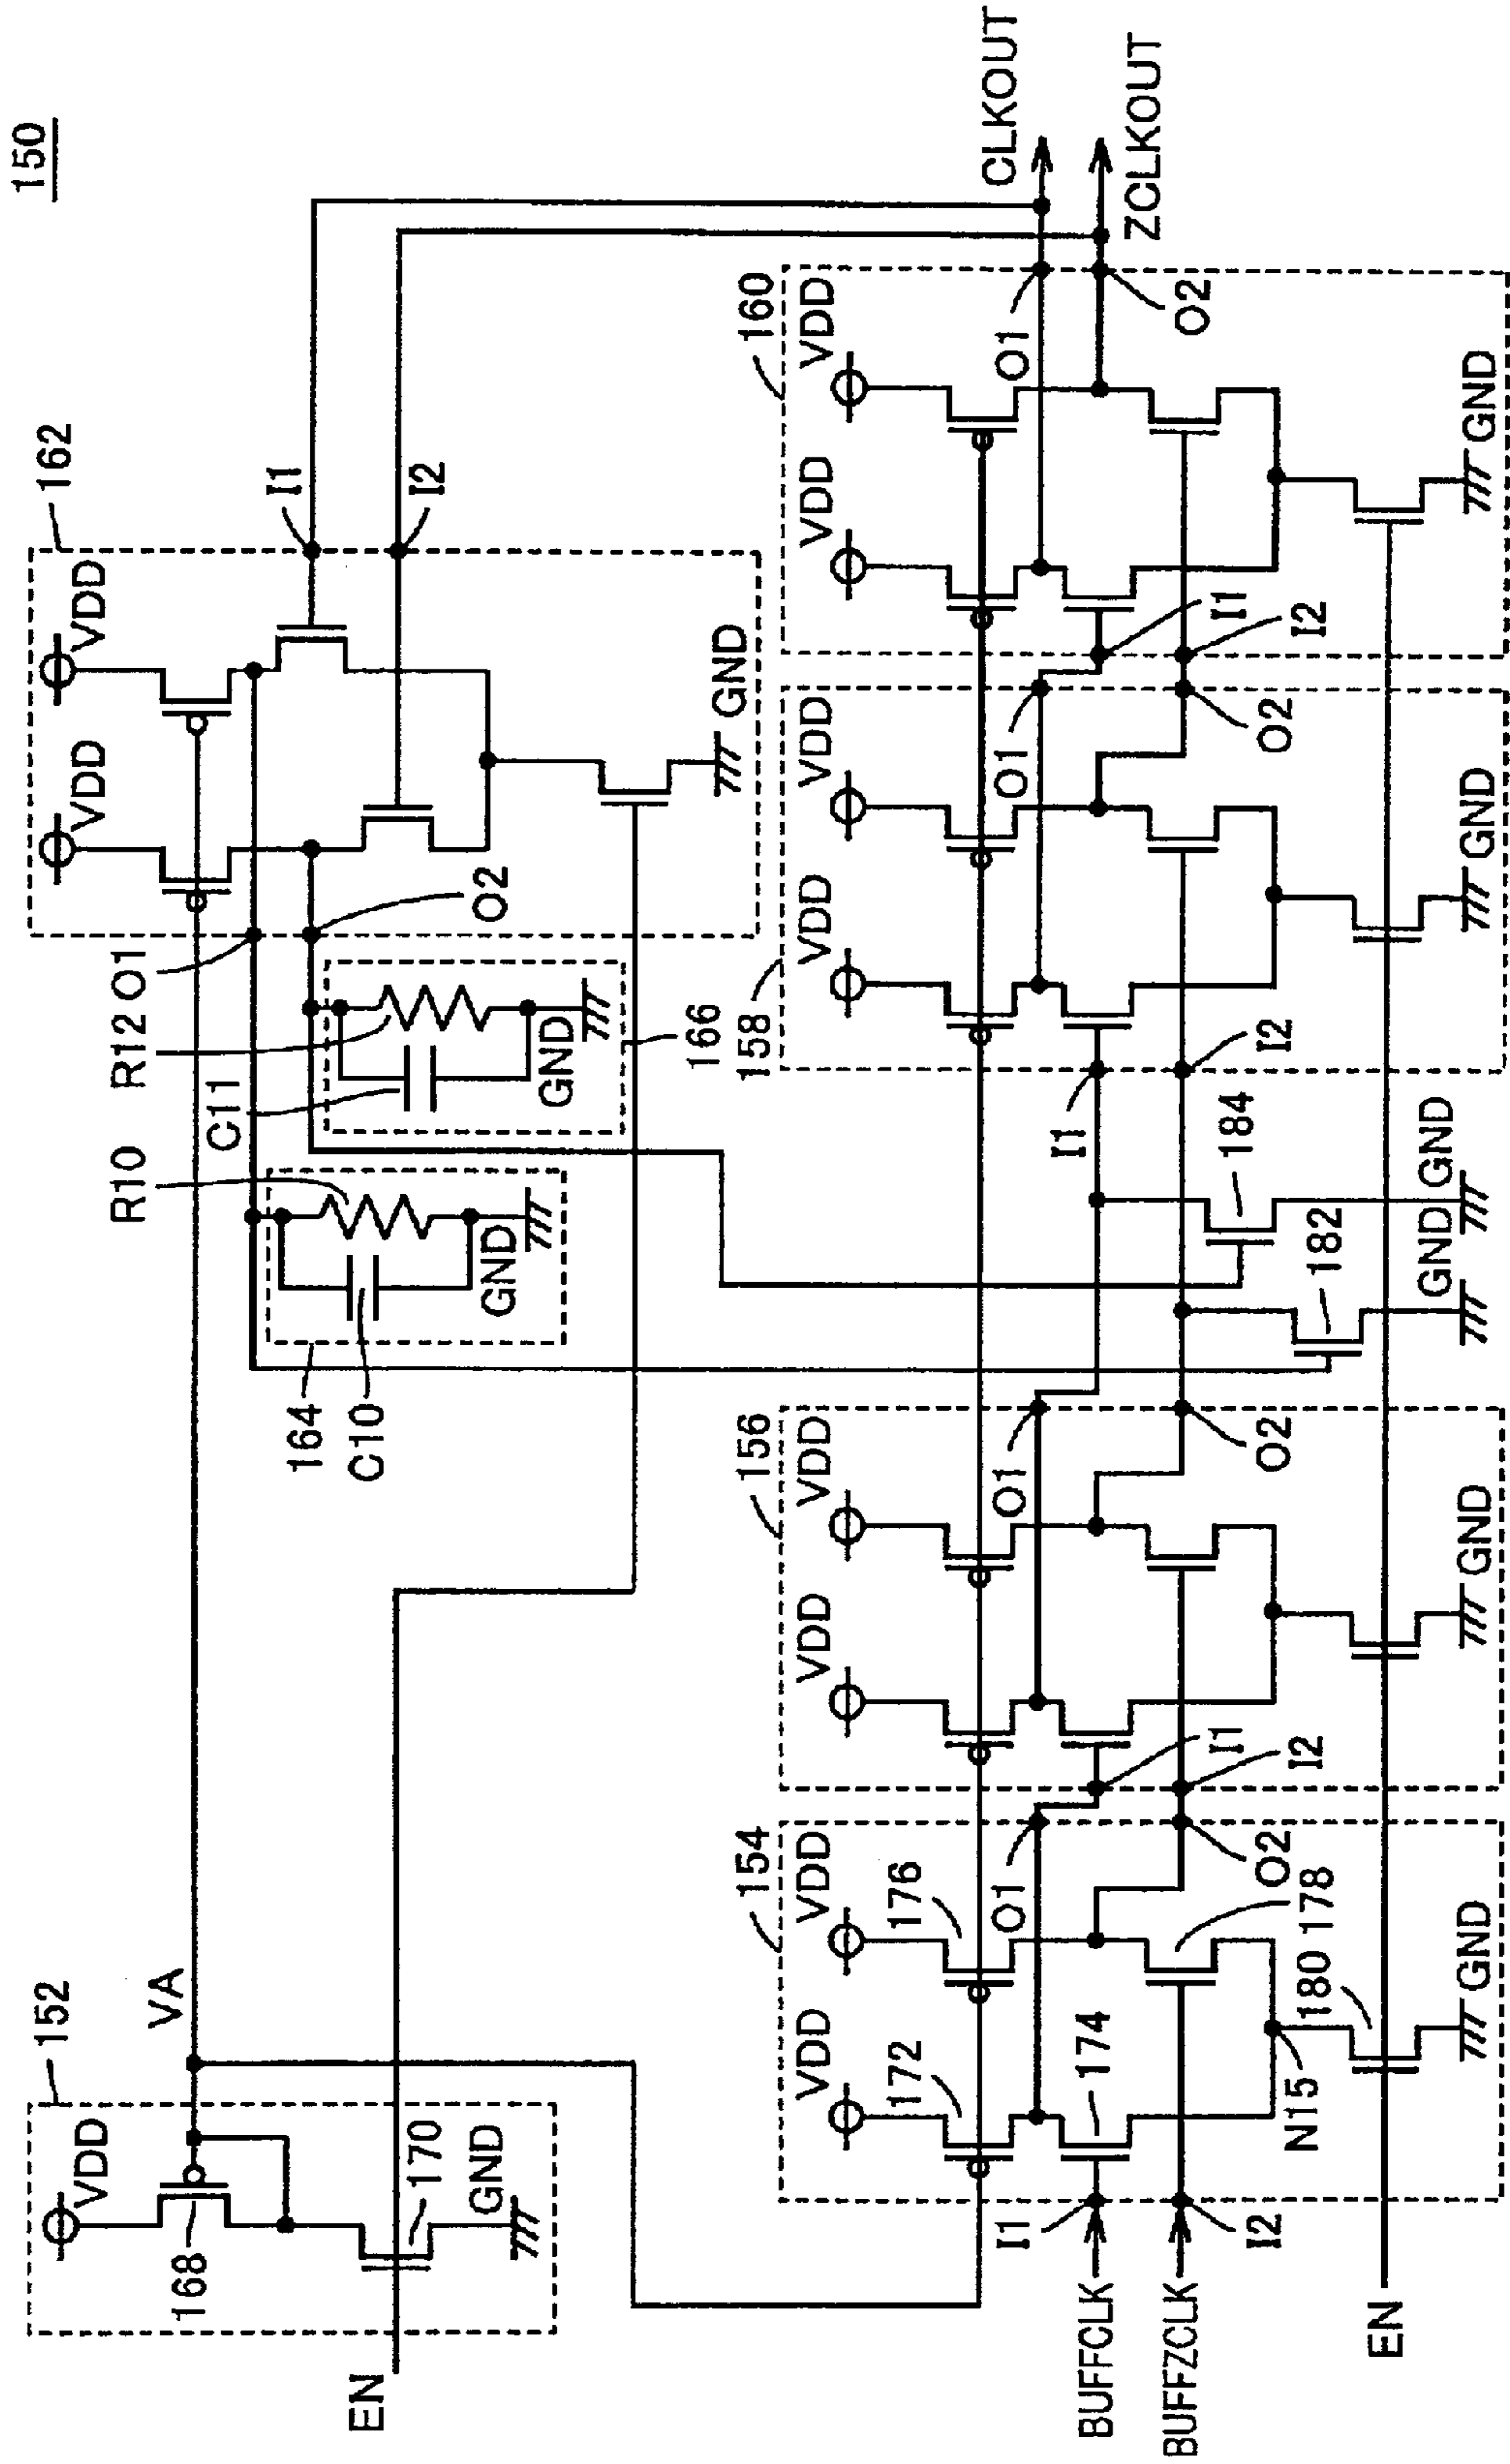 150
152
VDD
VA
168
170
GND
EN
162
VDD
VDD
I1
I2
O1
O2
GND
R12
C11
GND
166
R10
GND
164
C10
154
VDD
VDD
172
176
O1
174
O2
178
I1
BUFFCLK
BUFFZCLK
I2
N15
180
GND
EN
156
VDD
VDD
O1
I1
I2
O2
GND
182
GND
184
GND
158
VDD
VDD
I1
I2
O1
O2
GND
160
VDD
VDD
I1
I2
O1
O2
GND
CLKOUT
ZCLKOUT